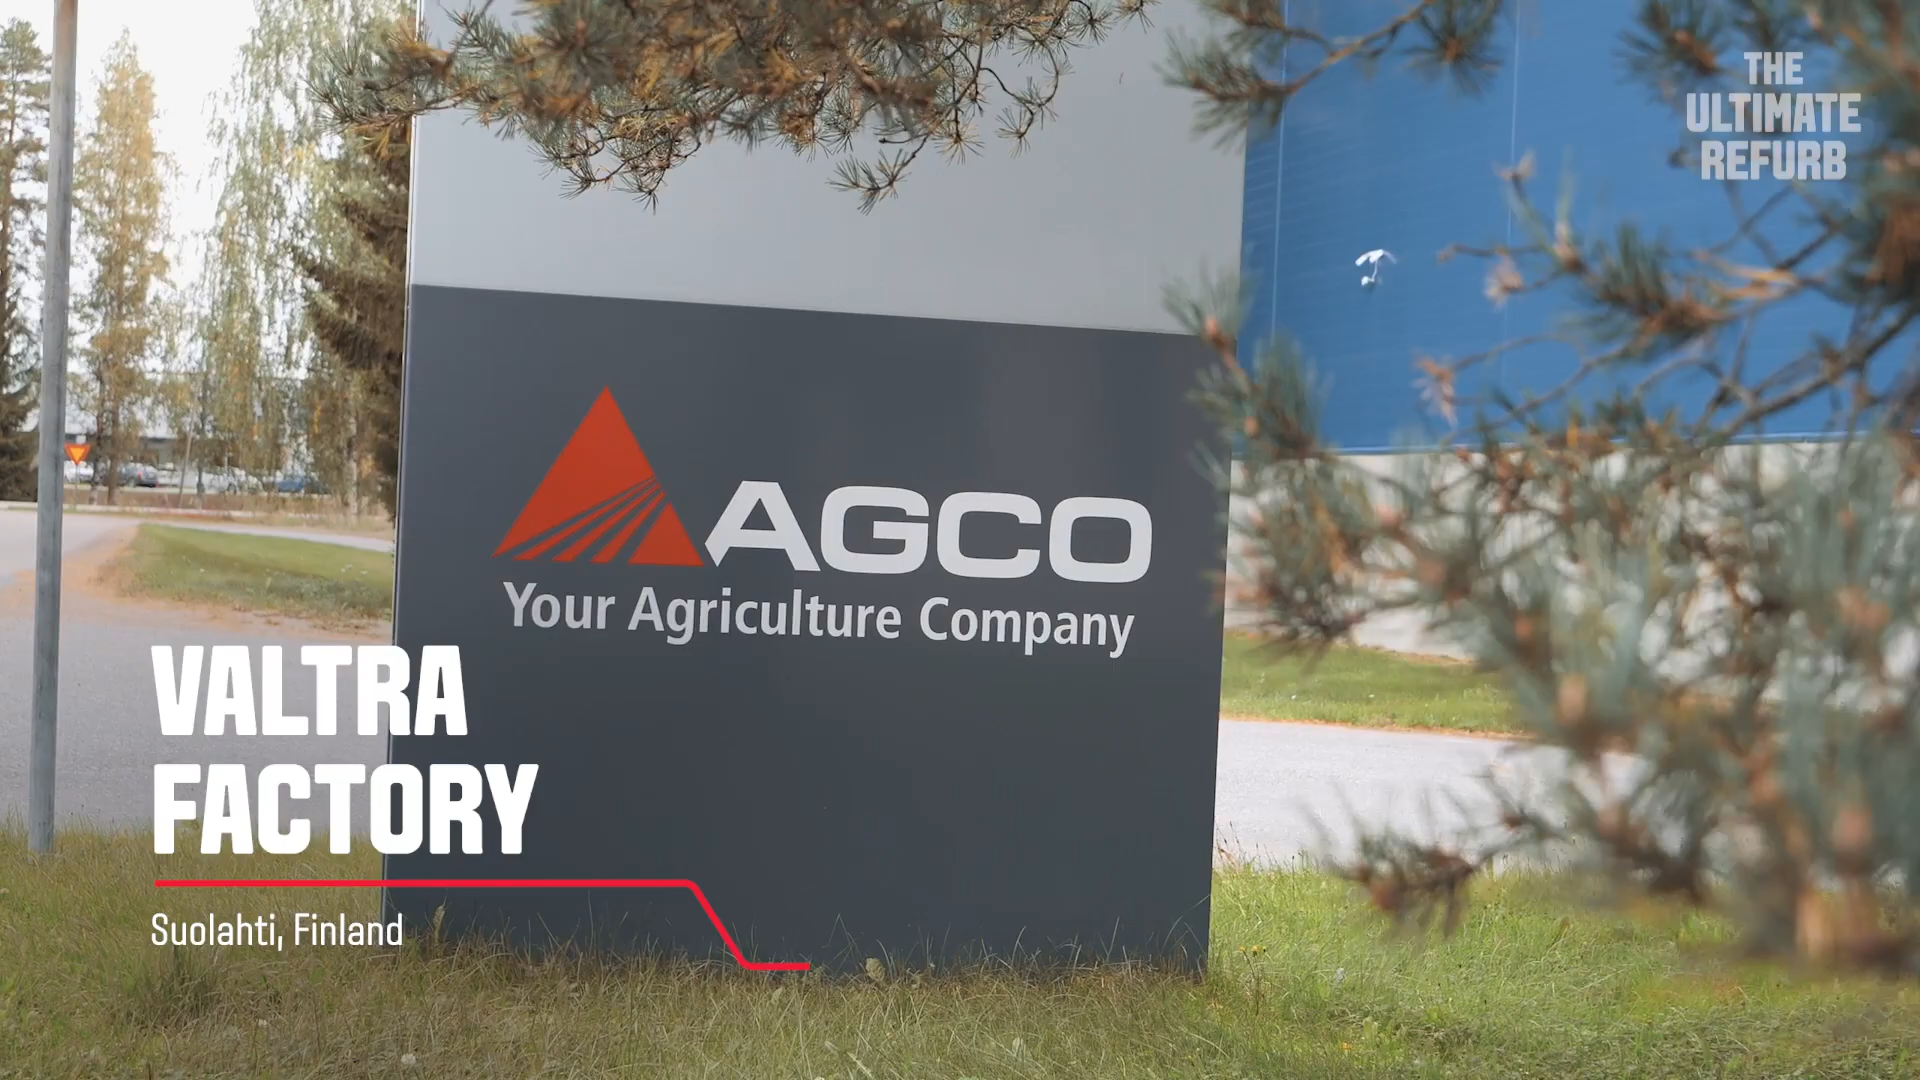 THE
ULTIMATE
REFURB
AGCO
Your Agriculture Company
VALTRA
FACTORY
Suolahti, Finland